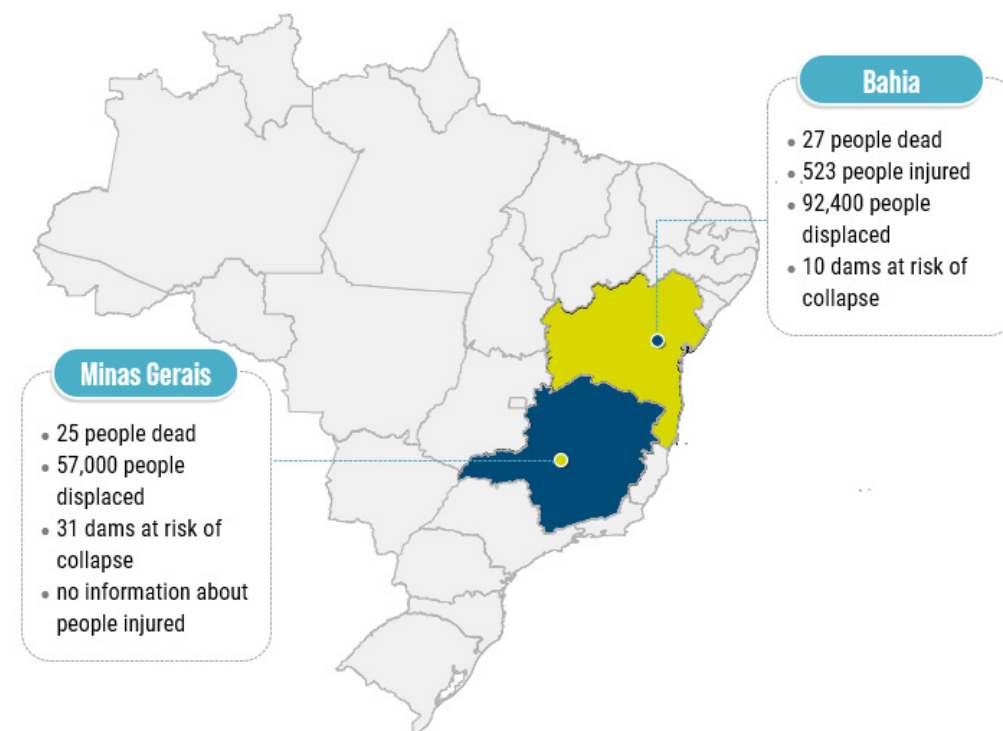 Bahia
• 27 people dead
• 523 people injured
• 92,400 people
displaced
• 10 dams at risk of
collapse
Minas Gerais
• 25 people dead
• 57,000 people
displaced
• 31 dams at risk of
collapse
• no information about
people injured